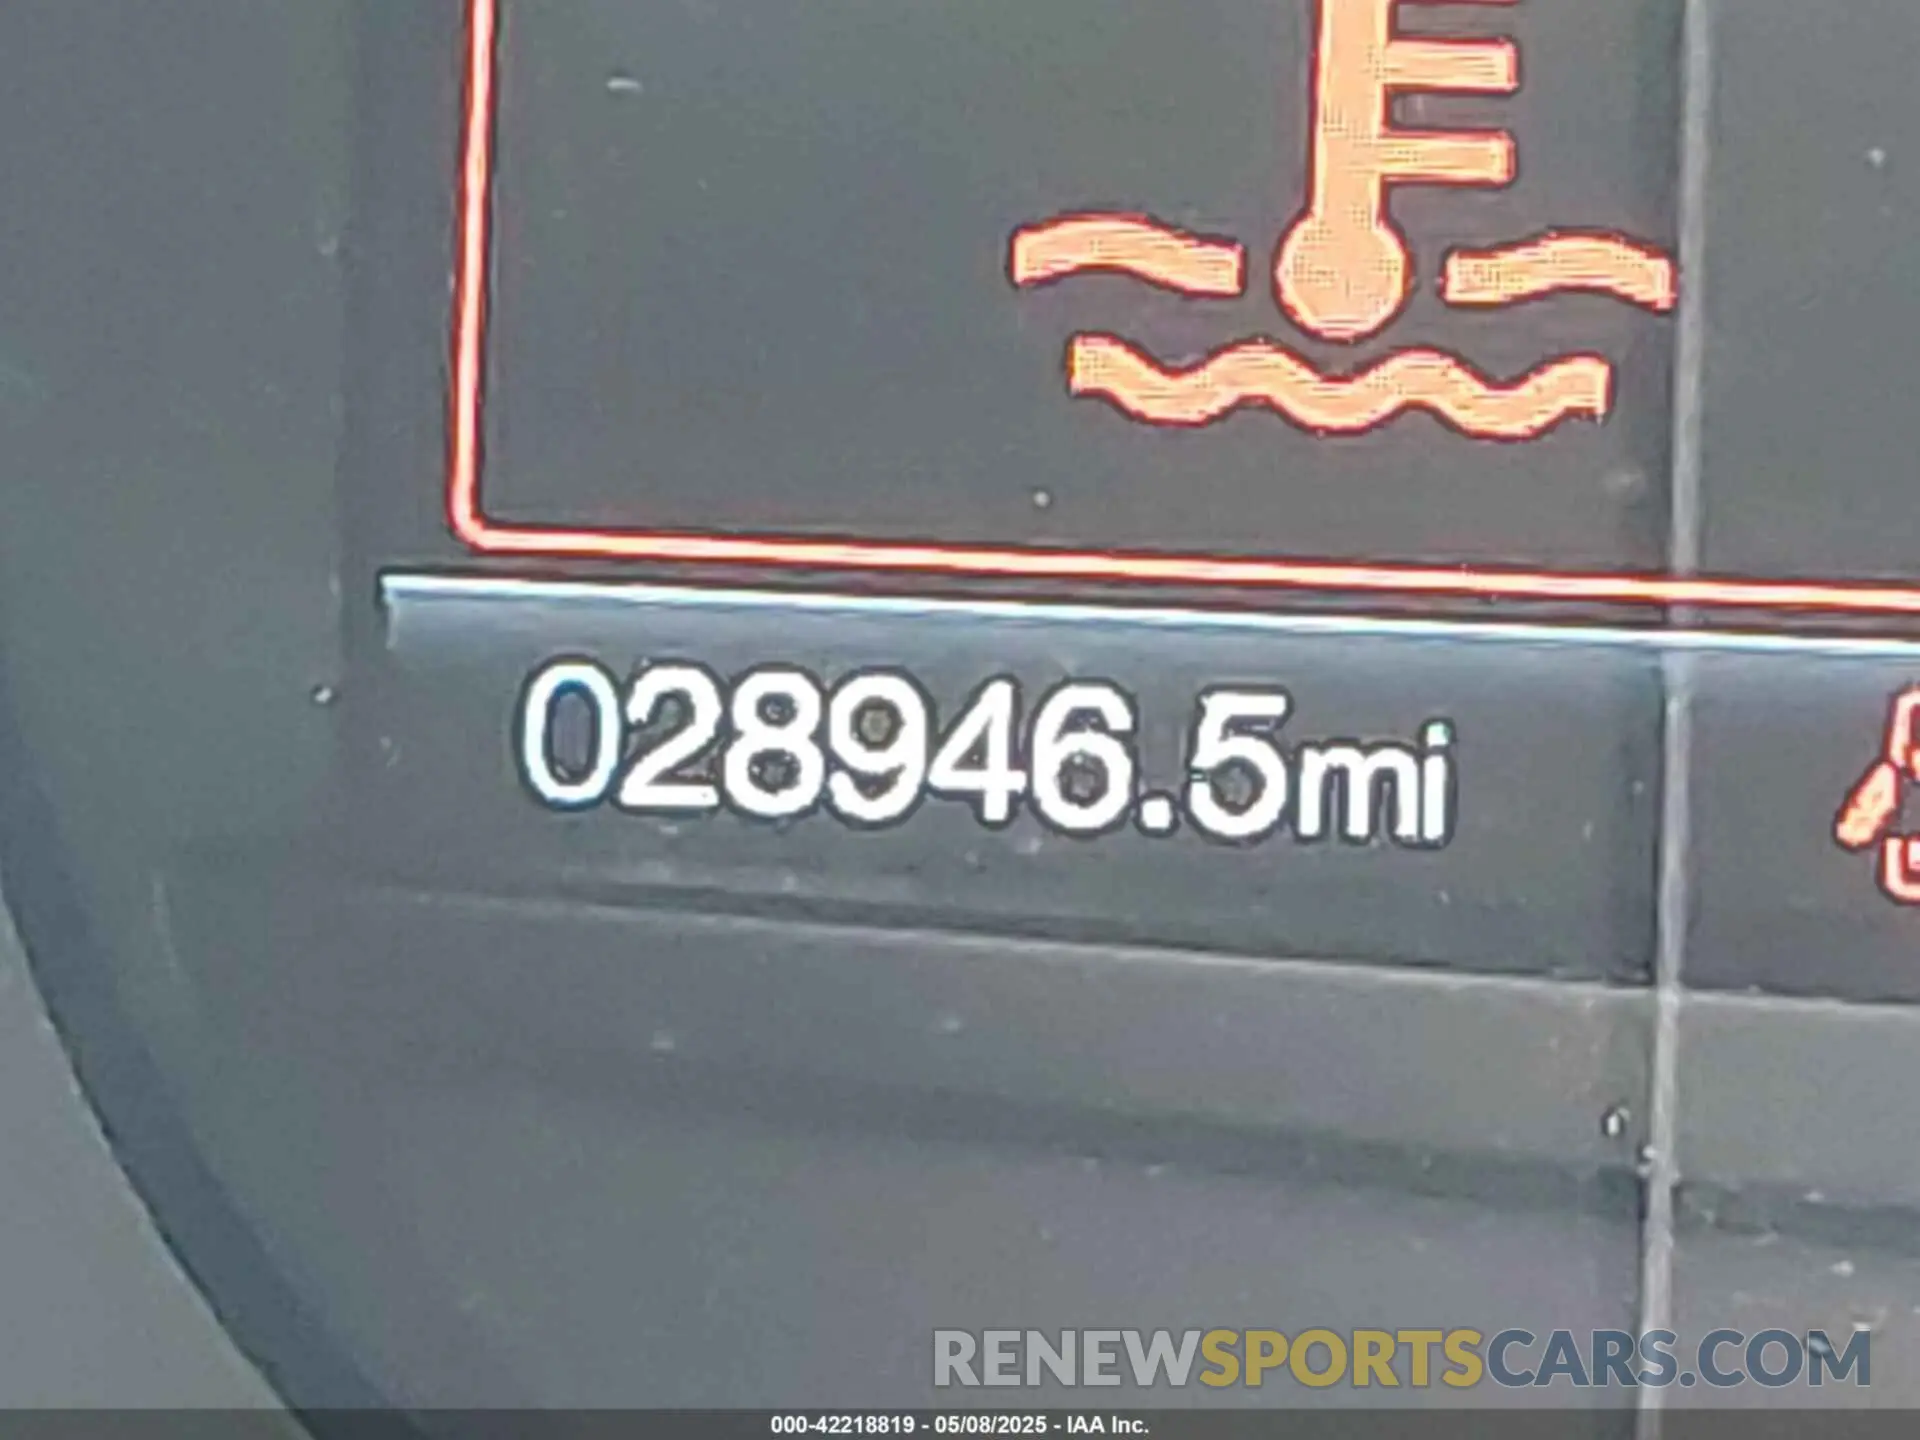 028946.5mi
RENEWSPORTSCARS.COM
000-42218819 - 05/08/2025 - IAA Inc.